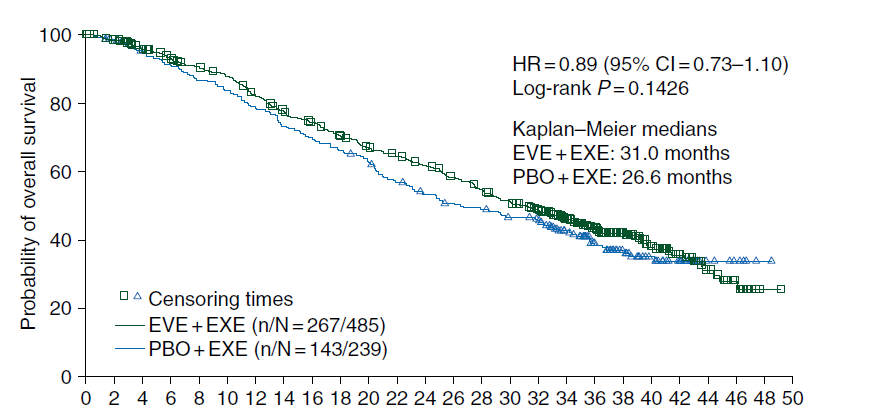 HR=0.89 (95% CI=0.73–1.10)
Log-rank P=0.1426
Kaplan–Meier medians
EVE+EXE: 31.0 months
PBO+EXE: 26.6 months
Probability of overall survival
100
80
60
40
20
0
Censoring times
EVE+EXE (n/N=267/485)
PBO+EXE (n/N=143/239)
0 2 4 6 8 10 12 14 16 18 20 22 24 26 28 30 32 34 36 38 40 42 44 46 48 50